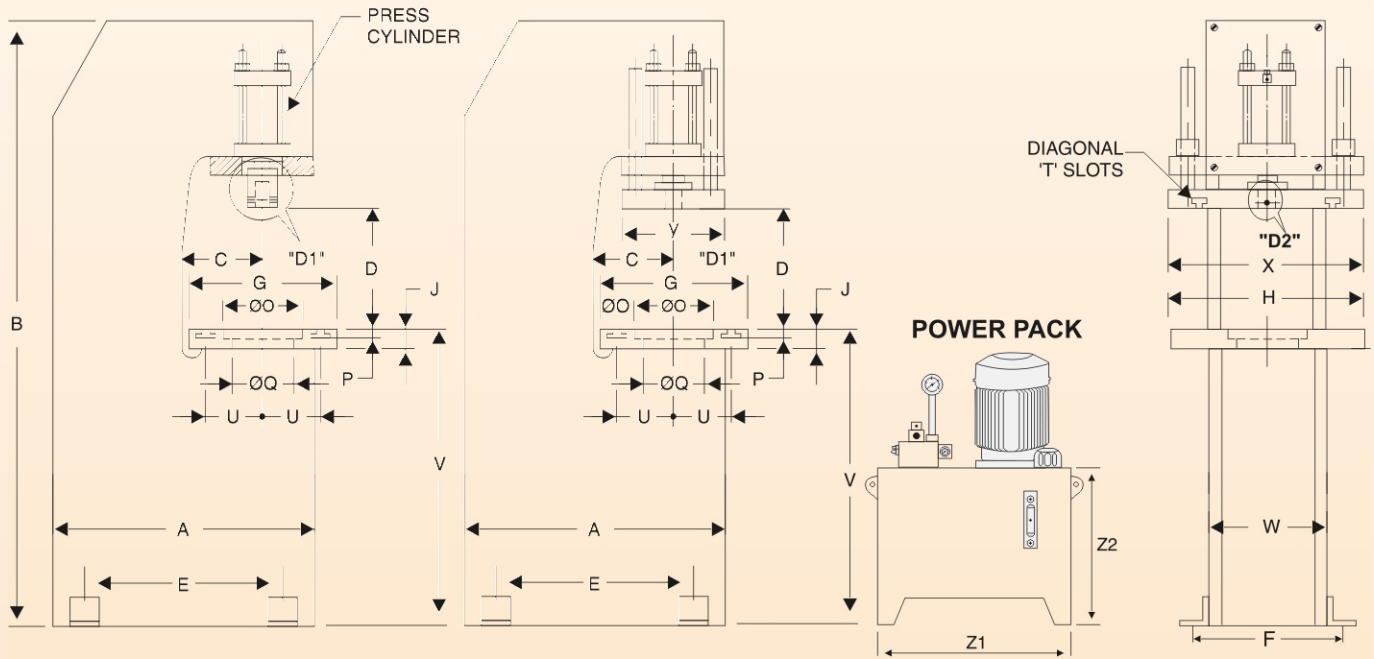 PRESS
CYLINDER
B
C
"D1"
D
G
ØO
J
P
ØQ
U
U
V
A
E
Y
C
"D1"
D
G
ØO
ØO
J
P
ØQ
U
U
V
A
E
POWER PACK
Z2
Z1
DIAGONAL
'T' SLOTS
"D2"
X
H
W
F